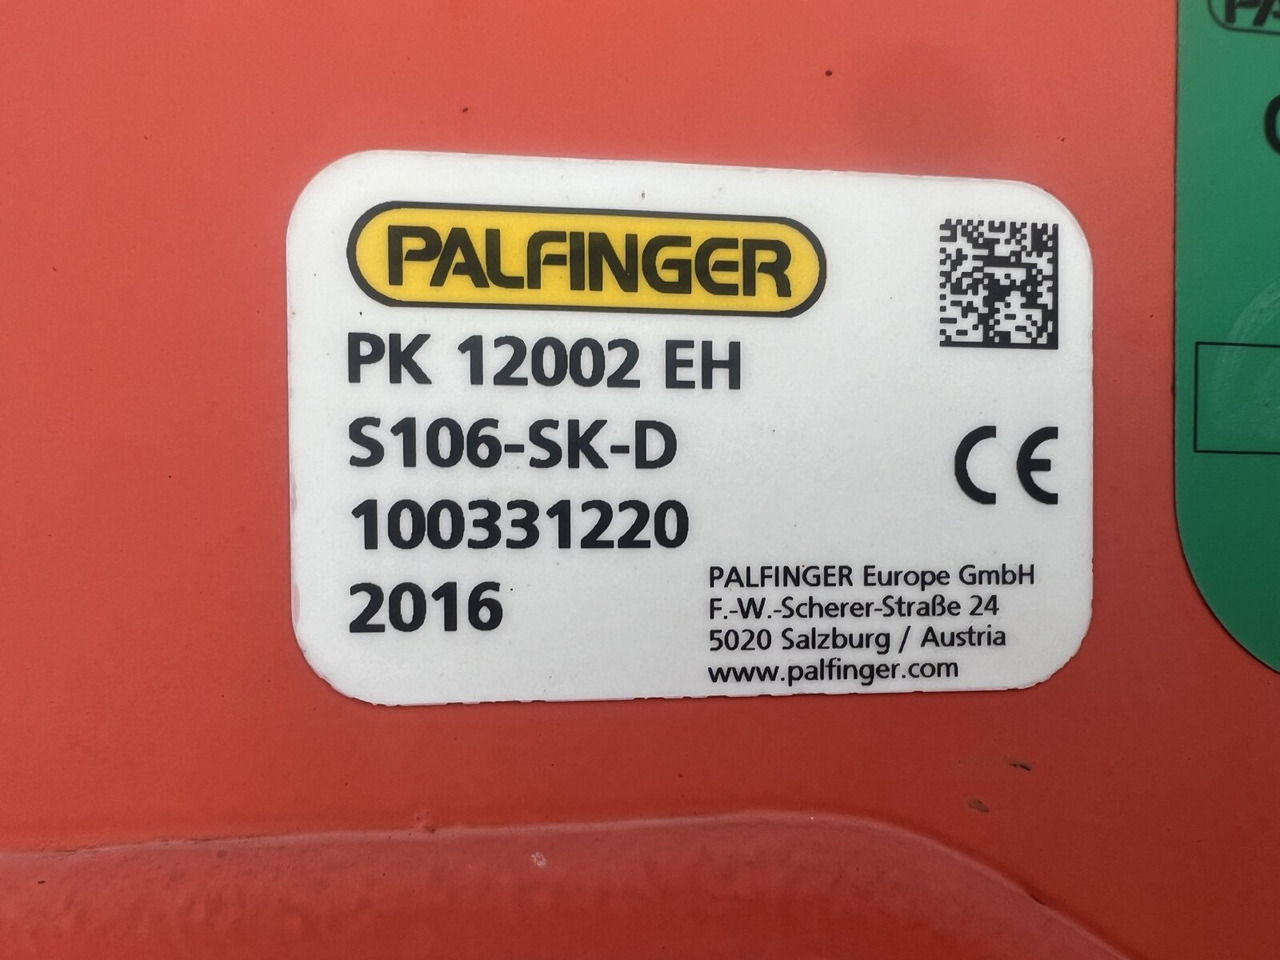 PALFINGER
PK 12002 EH
S106-SK-D
100331220
2016
CE
PALFINGER Europe GmbH
F.-W.-Scherer-Straße 24
5020 Salzburg / Austria
www.palfinger.com